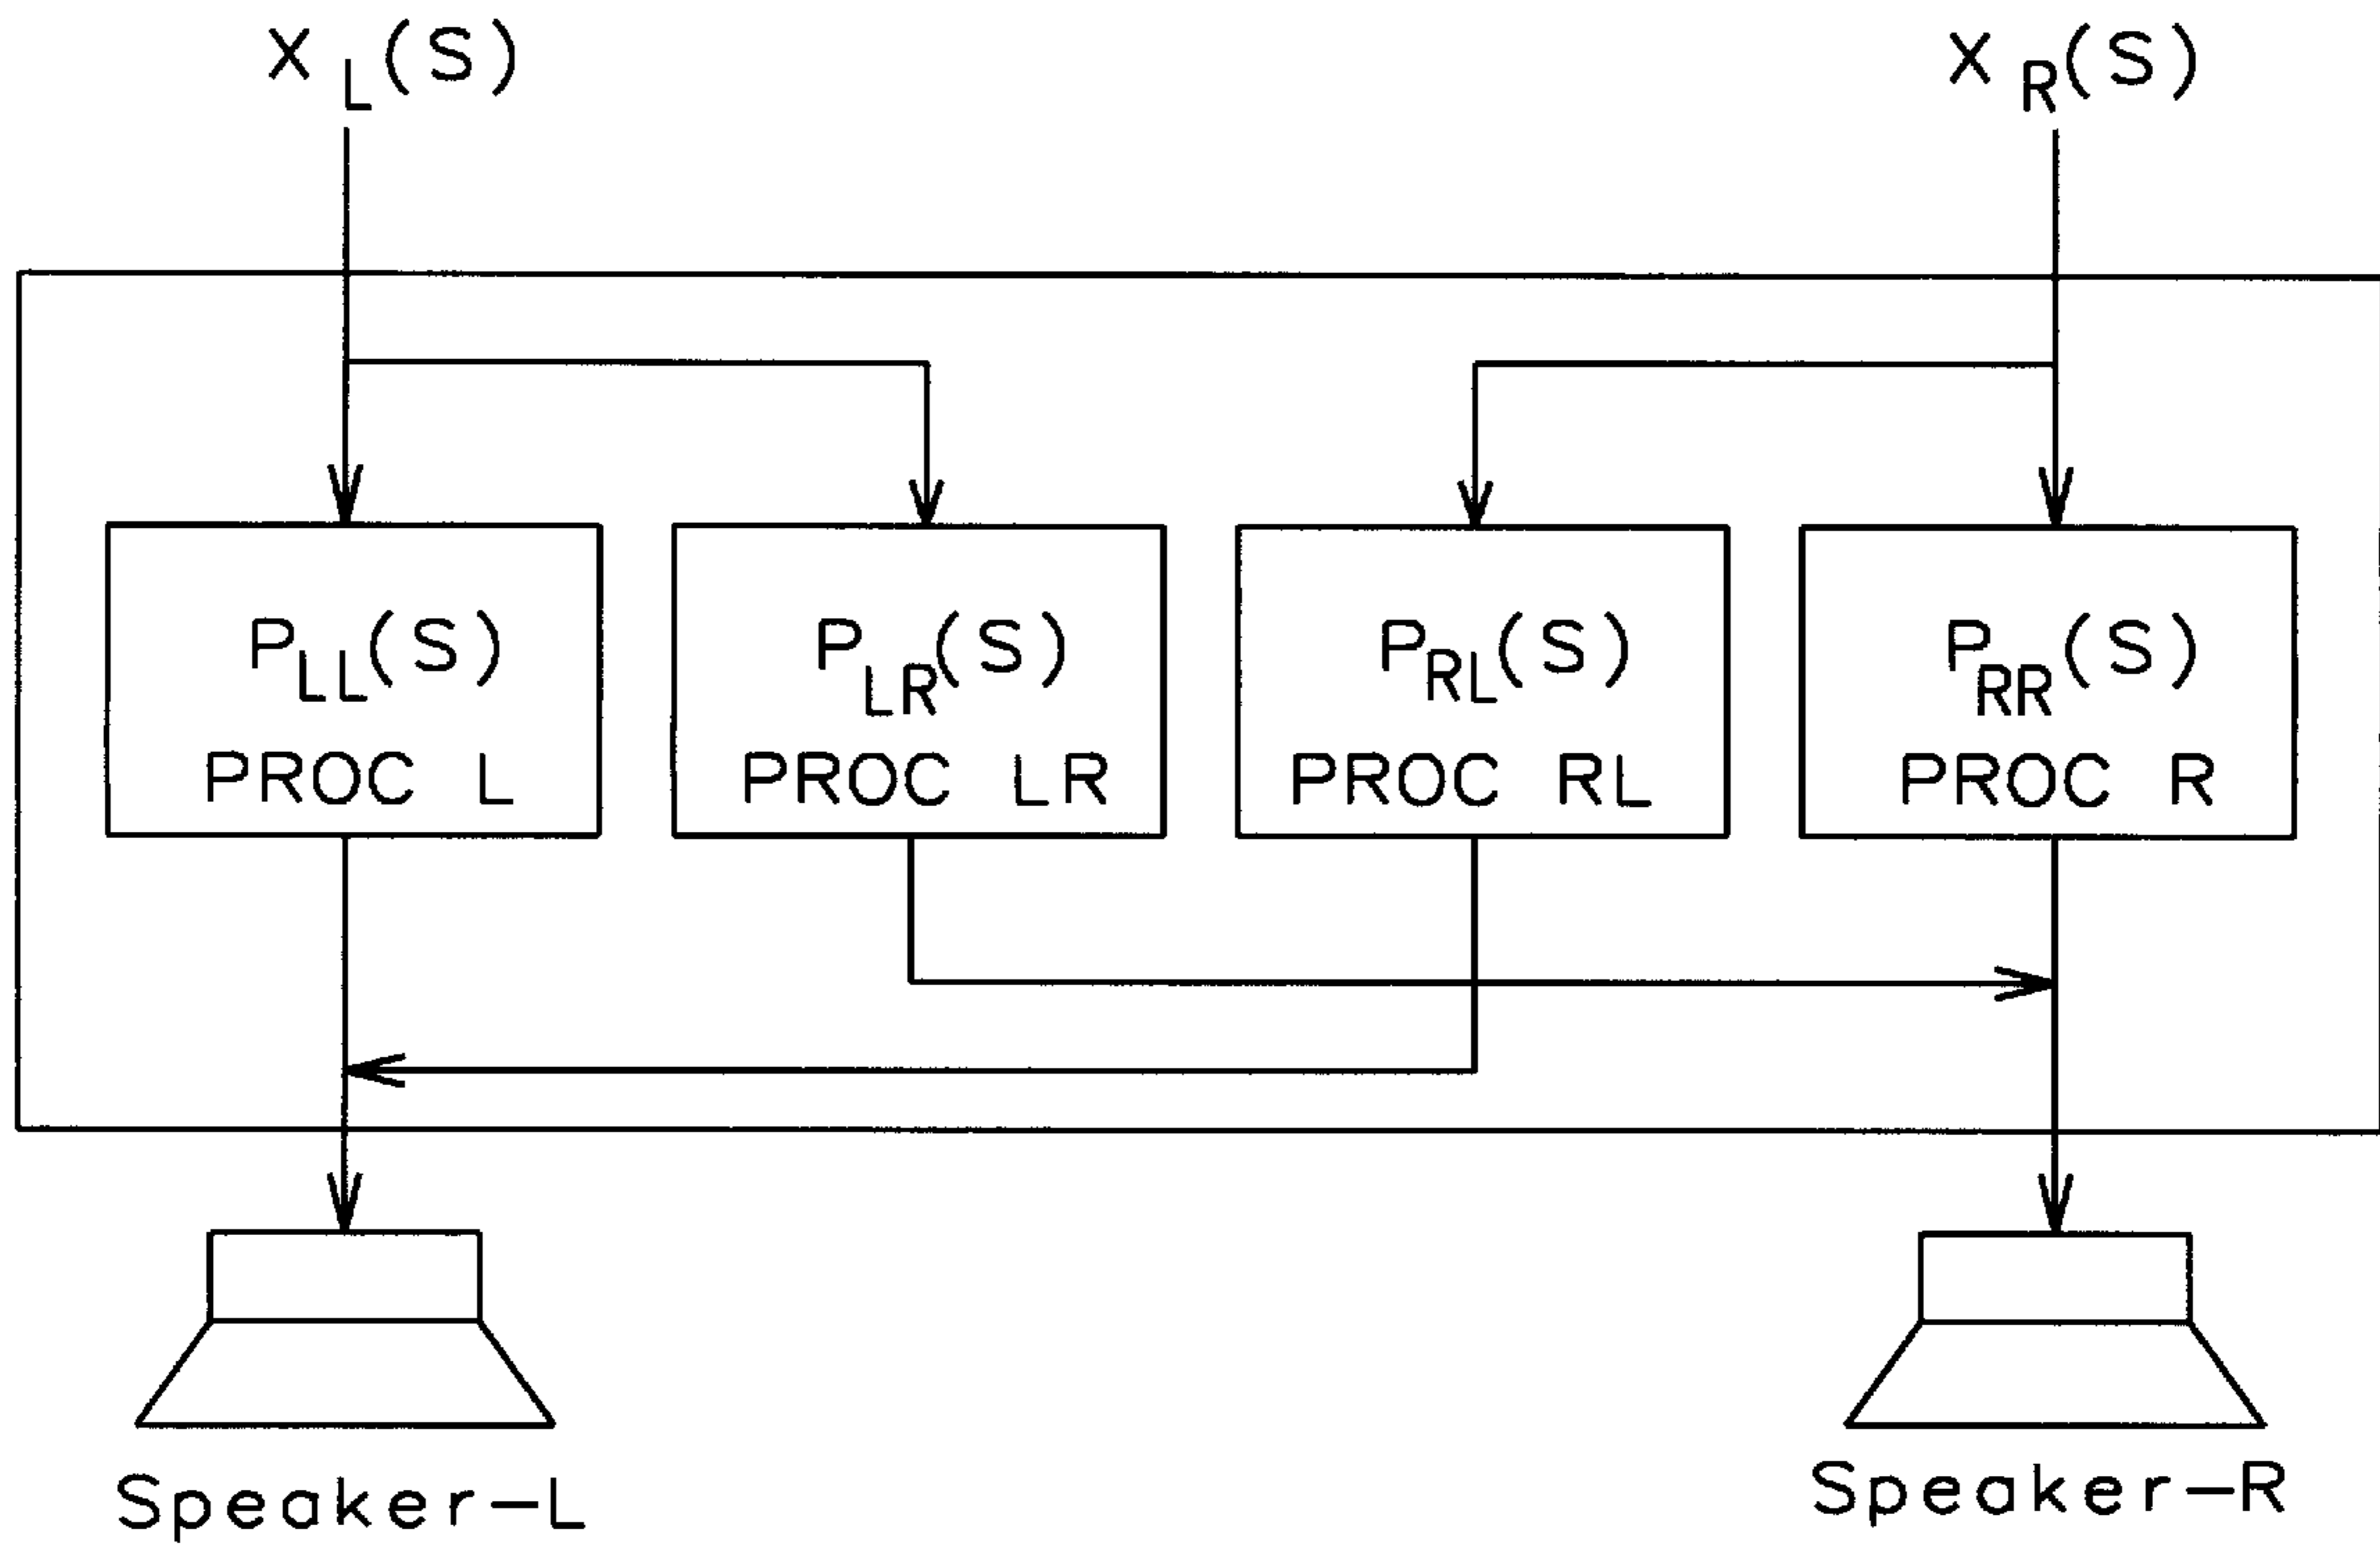 X L(S)
X R(S)
PLL(S)
PROC L
PLR(S)
PROC LR
PRL(S)
PROC RL
PRR(S)
PROC R
Speaker-L
Speaker-R